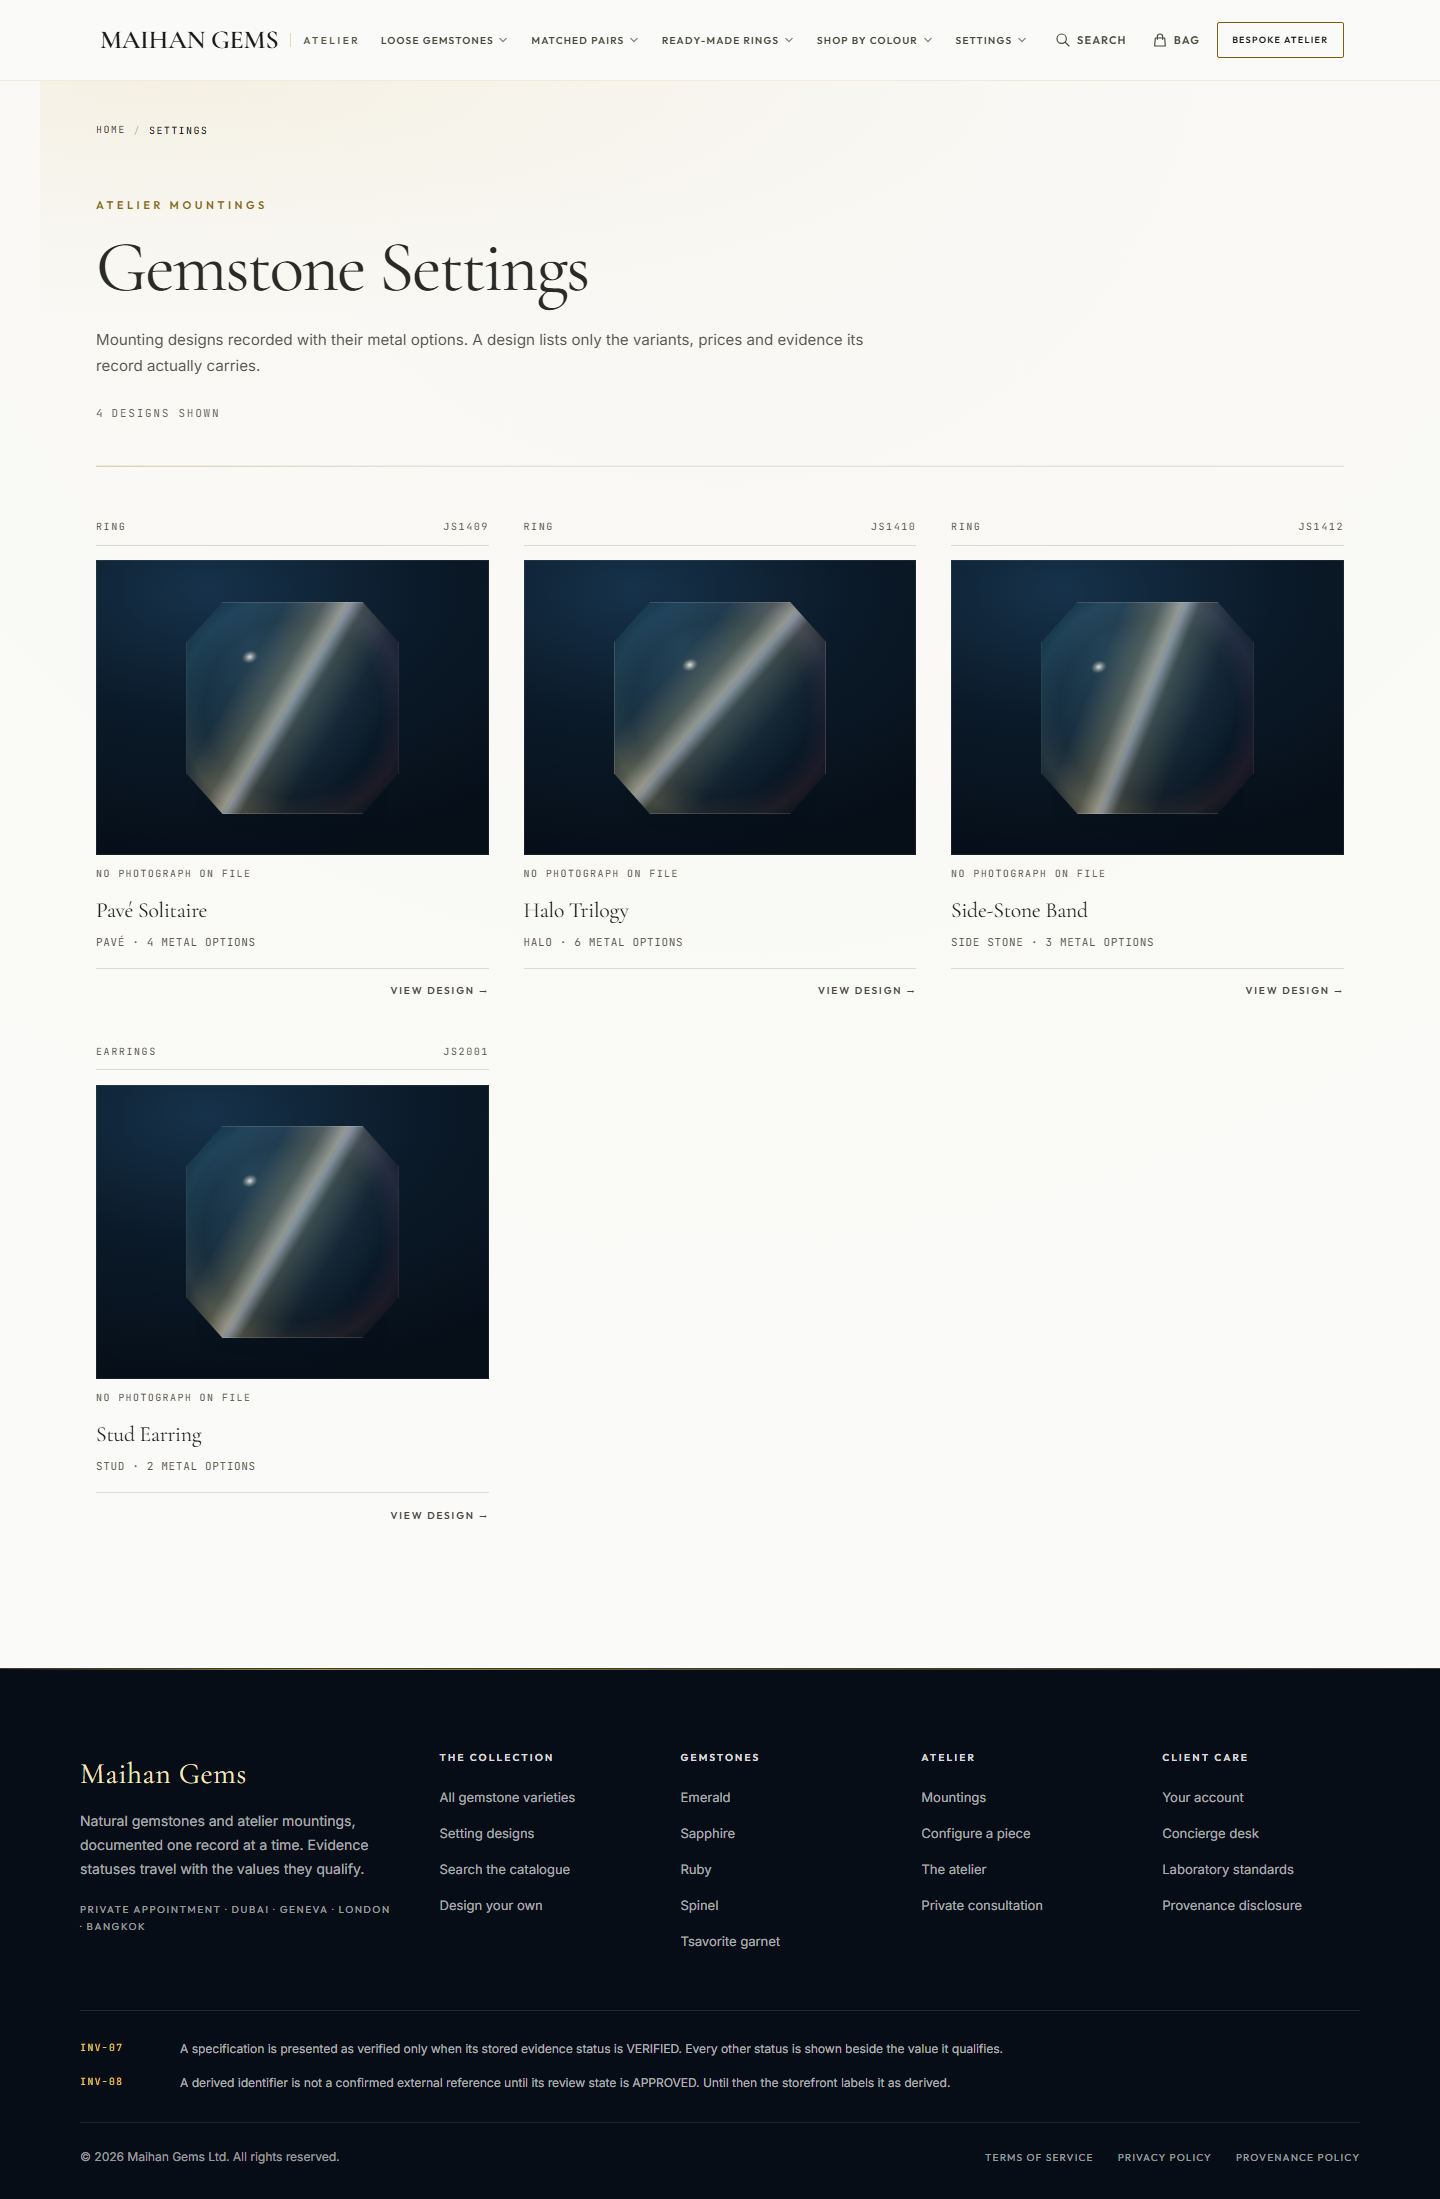 MAIHAN GEMS | ATELIER LOOSE GEMSTONES MATCHED PAIRS READY-MADE RINGS SHOP BY COLOUR SETTINGS SEARCH BAG BESPOKE ATELIER
HOME / SETTINGS
ATELIER MOUNTINGS
Gemstone Settings
Mounting designs recorded with their metal options. A design lists only the variants, prices and evidence its
record actually carries.
4 DESIGNS SHOWN
RING JS1409
NO PHOTOGRAPH ON FILE
Pavé Solitaire
PAVÉ · 4 METAL OPTIONS
VIEW DESIGN →
RING JS1410
NO PHOTOGRAPH ON FILE
Halo Trilogy
HALO · 6 METAL OPTIONS
VIEW DESIGN →
RING JS1412
NO PHOTOGRAPH ON FILE
Side-Stone Band
SIDE STONE · 3 METAL OPTIONS
VIEW DESIGN →
EARRINGS JS2001
NO PHOTOGRAPH ON FILE
Stud Earring
STUD · 2 METAL OPTIONS
VIEW DESIGN →
Maihan Gems
Natural gemstones and atelier mountings,
documented one record at a time. Evidence
statuses travel with the values they qualify.
PRIVATE APPOINTMENT · DUBAI · GENEVA · LONDON
· BANGKOK
THE COLLECTION
All gemstone varieties
Setting designs
Search the catalogue
Design your own
GEMSTONES
Emerald
Sapphire
Ruby
Spinel
Tsavorite garnet
ATELIER
Mountings
Configure a piece
The atelier
Private consultation
CLIENT CARE
Your account
Concierge desk
Laboratory standards
Provenance disclosure
INV-07 A specification is presented as verified only when its stored evidence status is VERIFIED. Every other status is shown beside the value it qualifies.
INV-08 A derived identifier is not a confirmed external reference until its review state is APPROVED. Until then the storefront labels it as derived.
© 2026 Maihan Gems Ltd. All rights reserved.
TERMS OF SERVICE PRIVACY POLICY PROVENANCE POLICY